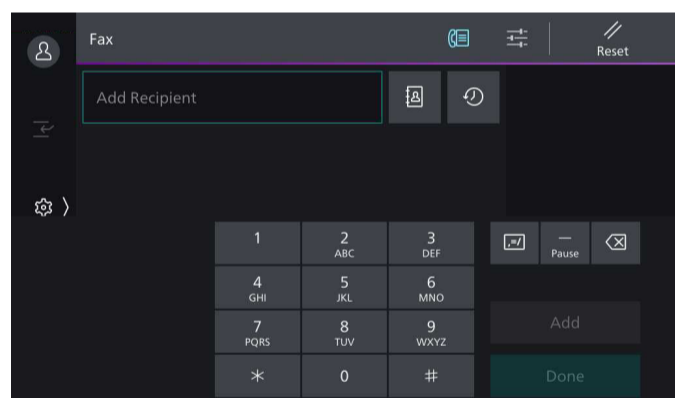 Fax
Reset
Add Recipient
1 2 3
ABC DEF
,=/ — Pause
4 5 6
GHI JKL MNO
7 8 9
PQRS TUV WXYZ
Add
* 0 #
Done